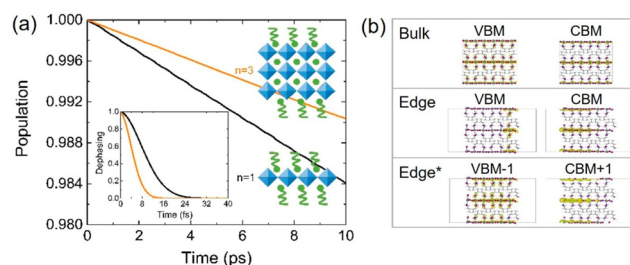 (a)
1.000
0.996
0.992
0.988
0.984
0.980
Population
n=3
n=1
1.0
0.8
0.6
0.4
0.2
0.0
Dephasing
0 8 16 24 32 40
Time (fs)
0 2 4 6 8 10
Time (ps)
(b)
Bulk VBM CBM
Edge VBM CBM
Edge* VBM-1 CBM+1